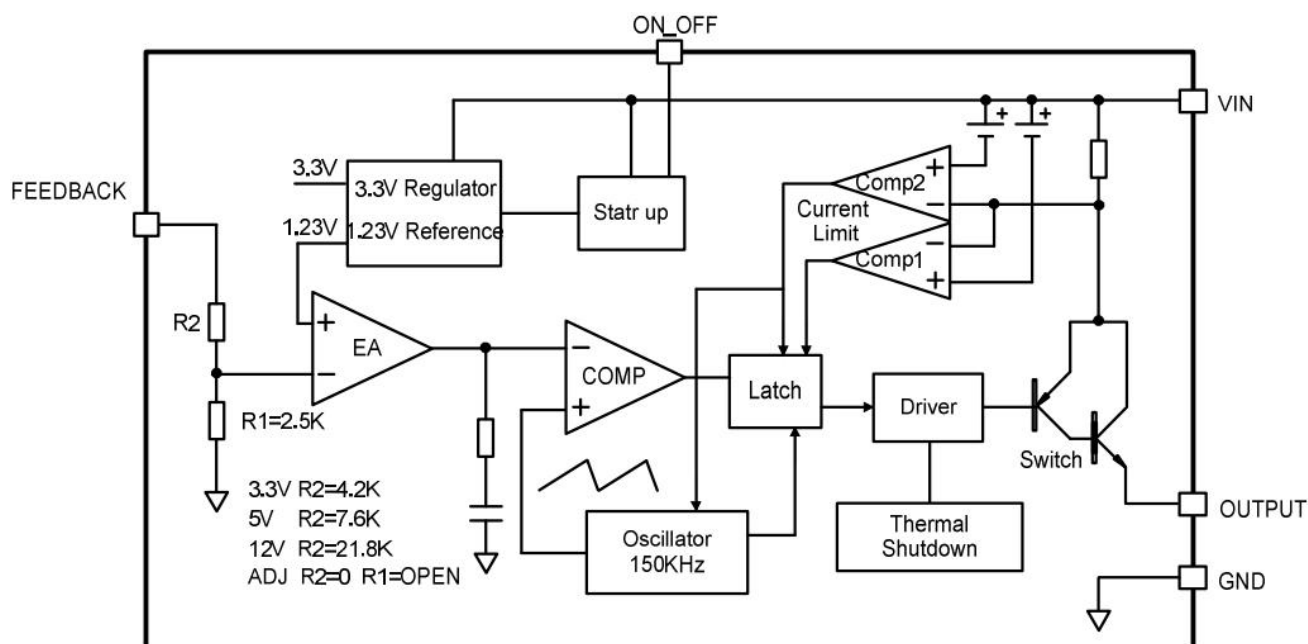 ON_OFF
VIN
FEEDBACK
3.3V
3.3V Regulator
1.23V
1.23V Reference
Statr up
+
+
+
Comp2
−
Current
Limit
−
Comp1
+
R2
+
EA
−
−
COMP
+
Latch
Driver
R1=2.5K
Switch
3.3V R2=4.2K
5V R2=7.6K
12V R2=21.8K
ADJ R2=0 R1=OPEN
Oscillator
150KHz
Thermal
Shutdown
OUTPUT
GND